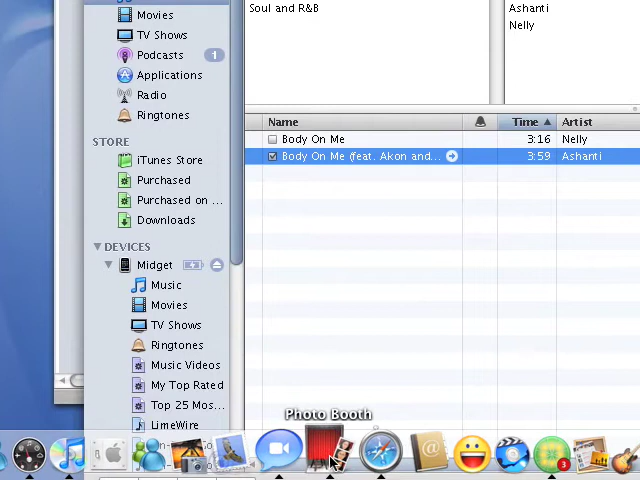 Soul and R&B
Ashanti
Nelly
Movies
TV Shows
Podcasts 1
Applications
Radio
Ringtones
STORE
iTunes Store
Purchased
Purchased on ...
Downloads
DEVICES
Midget
Music
Movies
TV Shows
Ringtones
Music Videos
My Top Rated
Top 25 Mos...
LimeWire
Name Time Artist
Body On Me 3:16 Nelly
Body On Me (feat. Akon and... 3:59 Ashanti
Photo Booth
@
3